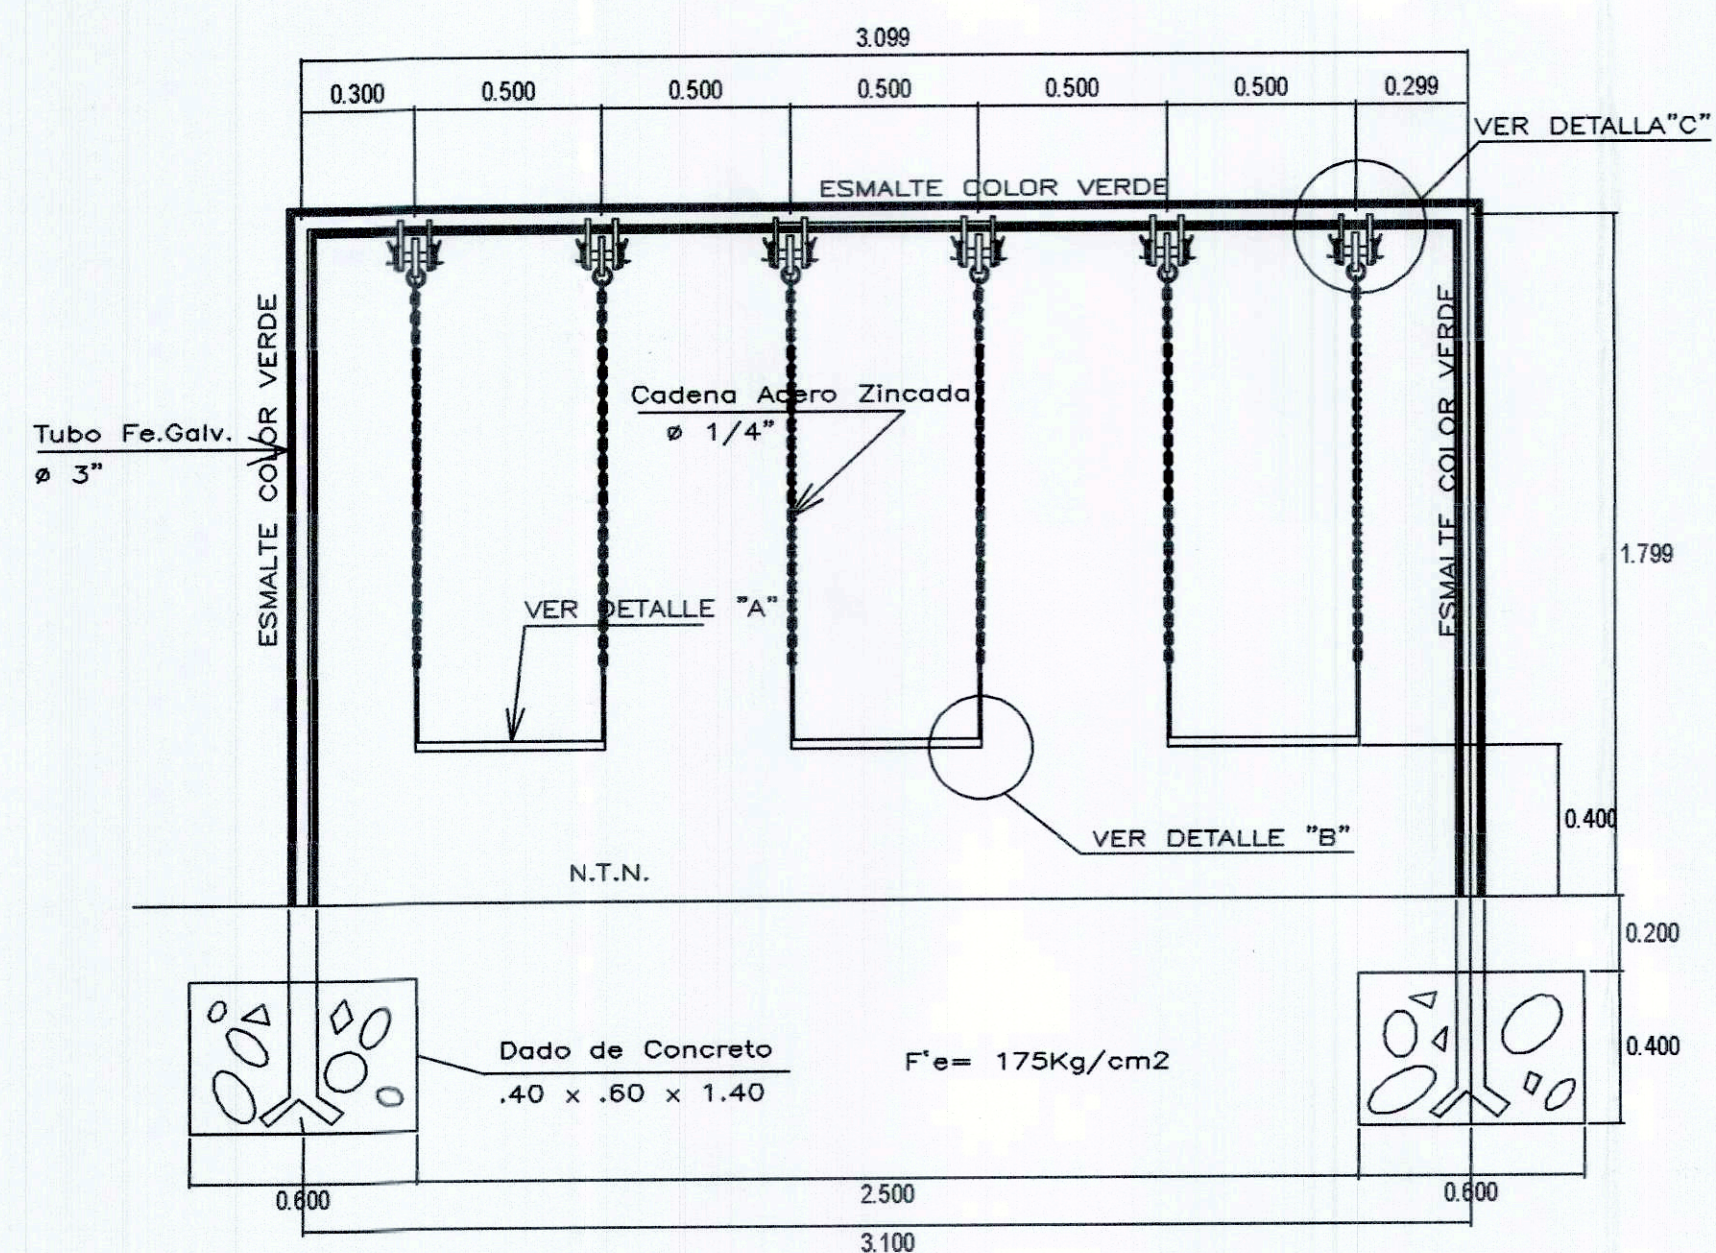 3.099
0.300 0.500 0.500 0.500 0.500 0.500 0.299
VER DETALLA"C"
ESMALTE COLOR VERDE
ESMALTE COLOR VERDE
ESMALTE COLOR VERDE
Cadena Acero Zincada
ø 1/4"
Tubo Fe.Galv.
ø 3"
1.799
VER DETALLE "A"
0.400
VER DETALLE "B"
N.T.N.
0.200
Dado de Concreto
.40 x .60 x 1.40
F'e= 175Kg/cm2
0.400
0.600 2.500 0.600
3.100